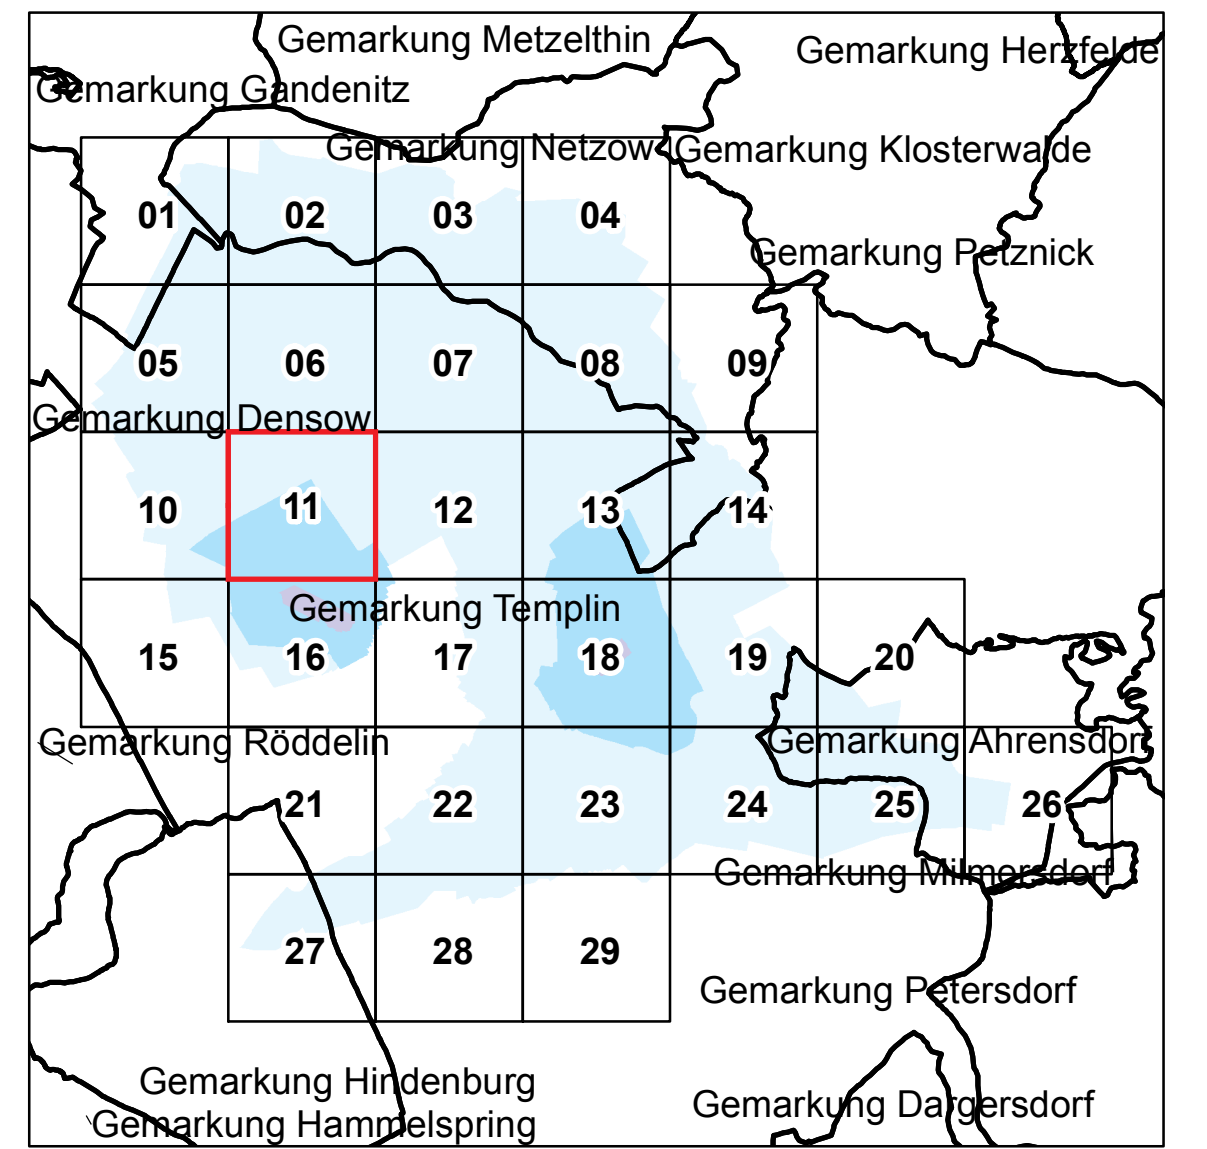 Gemarkung Metzelthin
Gemarkung Herzfelde
Gemarkung Gandenitz
Gemarkung Netzow
Gemarkung Klosterwalde
01 02 03 04
Gemarkung Petznick
05 06 07 08 09
Gemarkung Densow
10 11 12 13 14
Gemarkung Templin
15 16 17 18 19 20
Gemarkung Röddelin
Gemarkung Ahrensdorf
21 22 23 24 25 26
Gemarkung Milmersdorf
27 28 29
Gemarkung Petersdorf
Gemarkung Hindenburg
Gemarkung Dargersdorf
Gemarkung Hammelspring